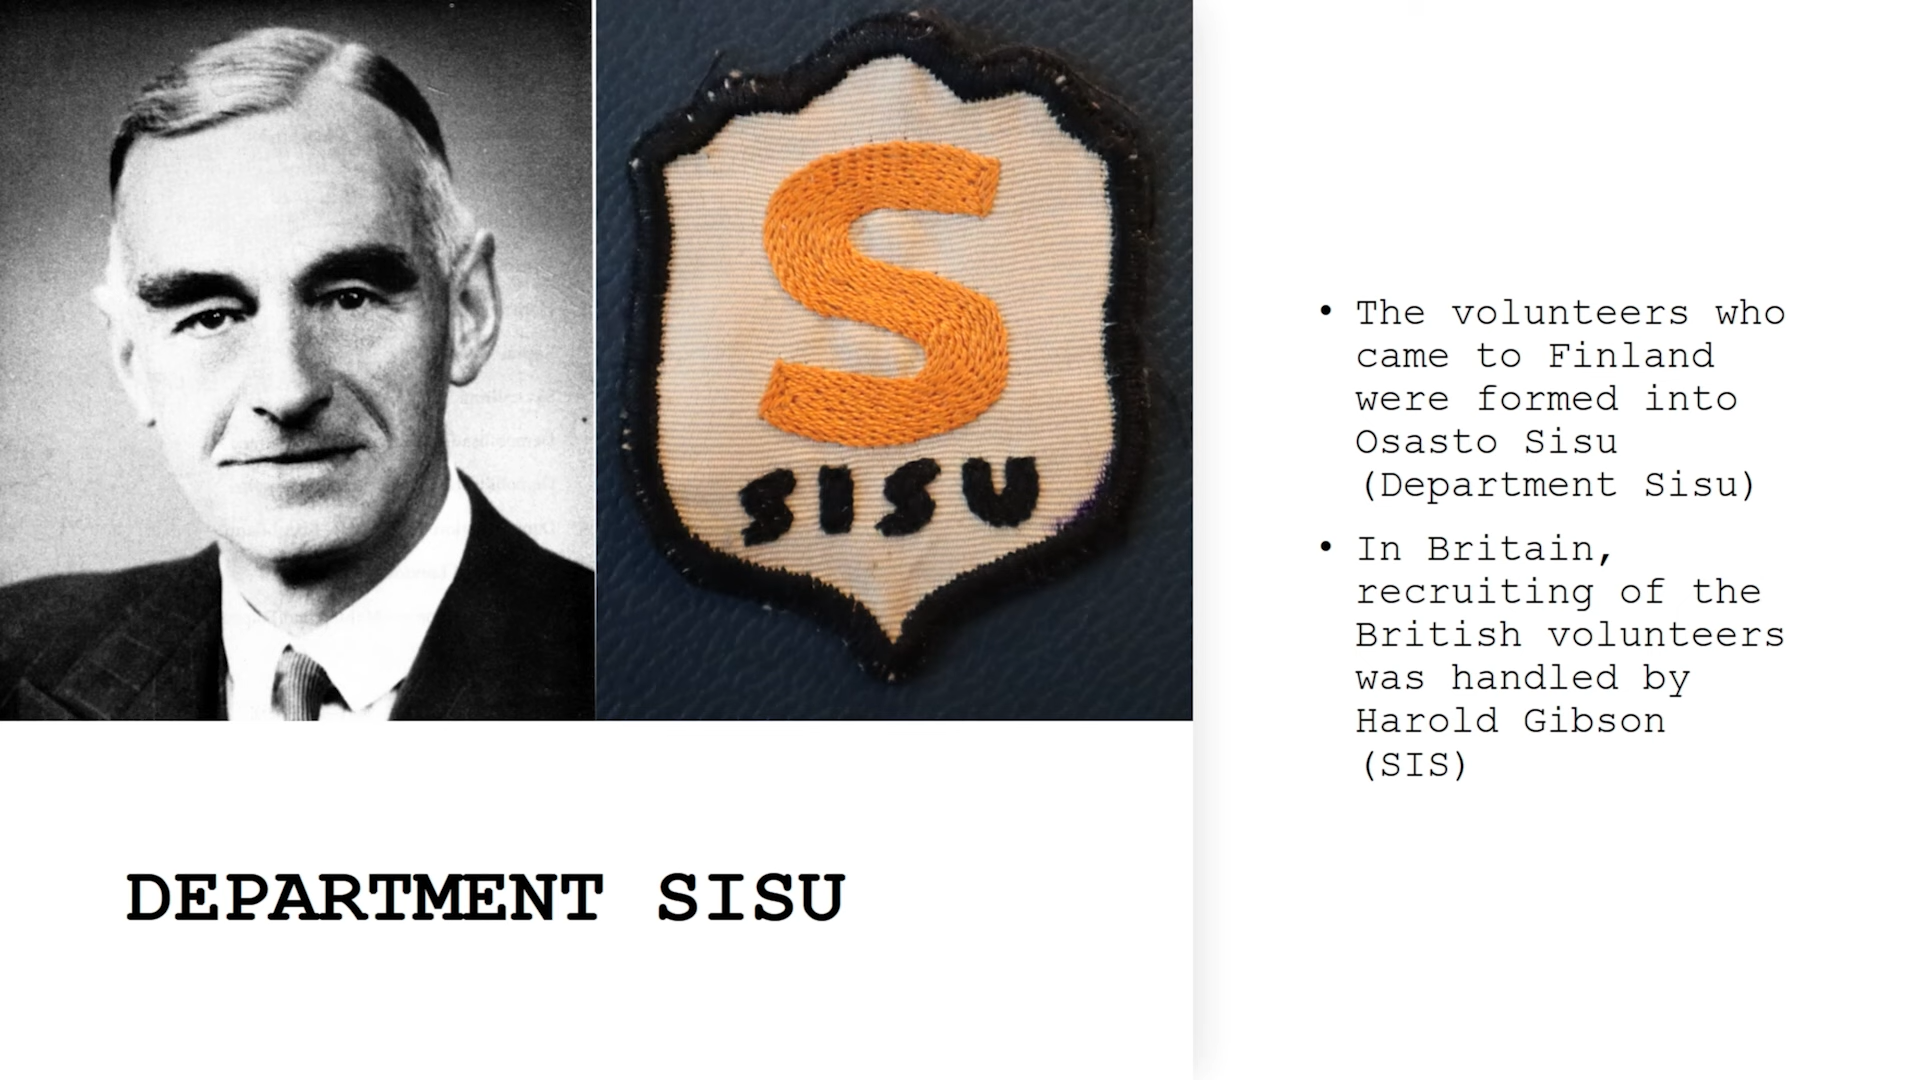 S
SISU
DEPARTMENT SISU
• The volunteers who
came to Finland
were formed into
Osasto Sisu
(Department Sisu)
• In Britain,
recruiting of the
British volunteers
was handled by
Harold Gibson
(SIS)